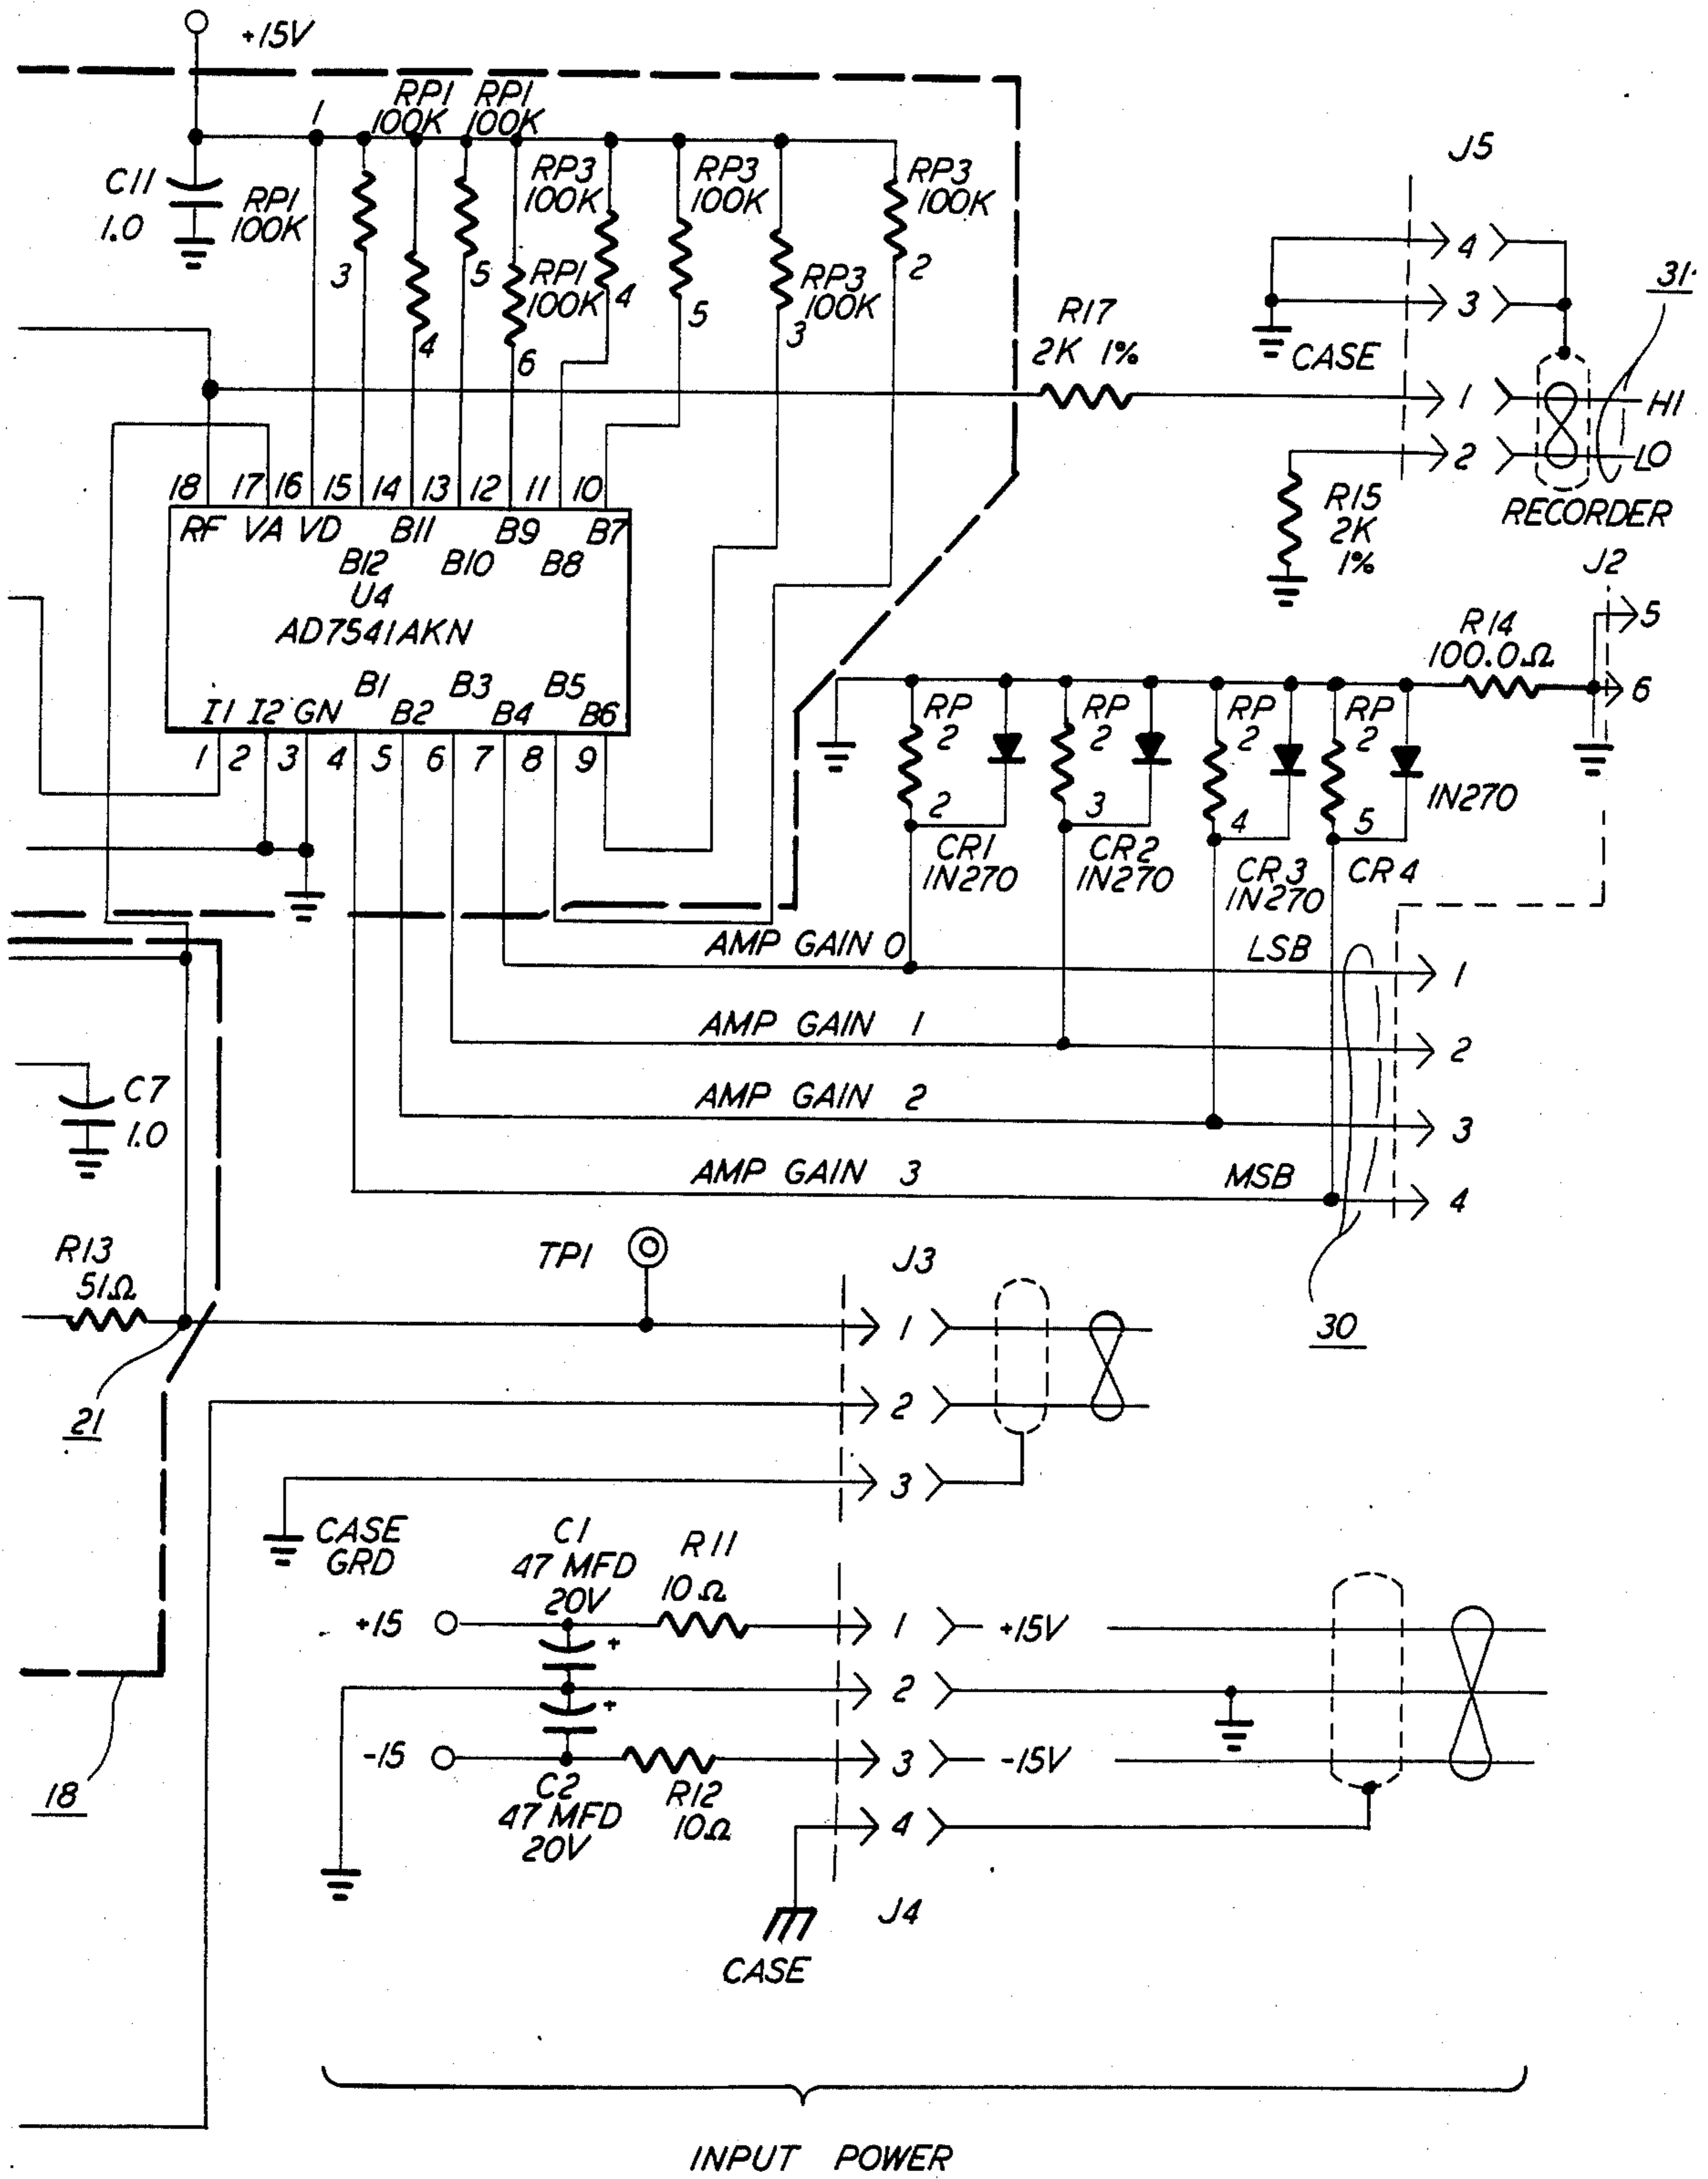 +15V
1
RP1
100K
RP1
100K
C11
1.0
RP1
100K
3
4
5
RP1
100K
6
RP3
100K
4
RP3
100K
5
RP3
100K
3
RP3
100K
2
J5
4
3
CASE
R17
2K 1%
1
2
HI
LO
31
R15
2K
1%
RECORDER
18 17 16 15 14 13 12 11 10
RF VA VD B11 B9 B7
B12 B10 B8
U4
AD7541AKN
B1 B3 B5
I1 I2 GN B2 B4 B6
1 2 3 4 5 6 7 8 9
J2
5
6
R14
100.0Ω
RP
2
2
RP
2
3
RP
2
4
RP
2
5
1N270
CR1
1N270
CR2
1N270
CR3
1N270
CR4
AMP GAIN 0
LSB
1
AMP GAIN 1
2
AMP GAIN 2
3
AMP GAIN 3
MSB
4
C7
1.0
R13
51Ω
21
TP1
J3
1
2
3
30
CASE
GRD
C1
47 MFD
20V
R11
10Ω
+15
+
1
+15V
+
2
-15
3
-15V
C2
47 MFD
20V
R12
10Ω
4
18
J4
CASE
INPUT POWER